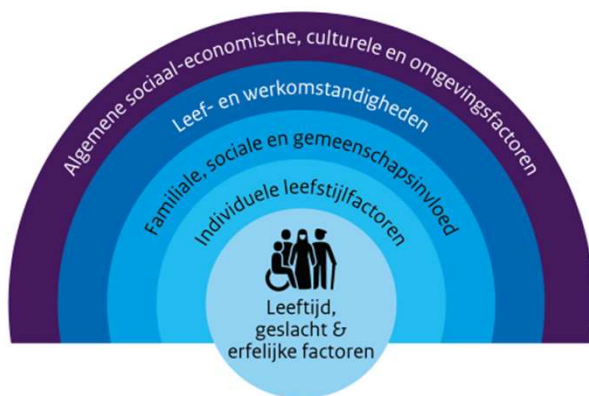 Algemene sociaal-economische, culturele en omgevingsfactoren
Leef- en werkomstandigheden
Familiale, sociale en gemeenschapsinvloed
Individuele leefstijlfactoren
Leeftijd,
geslacht &
erfelijke factoren